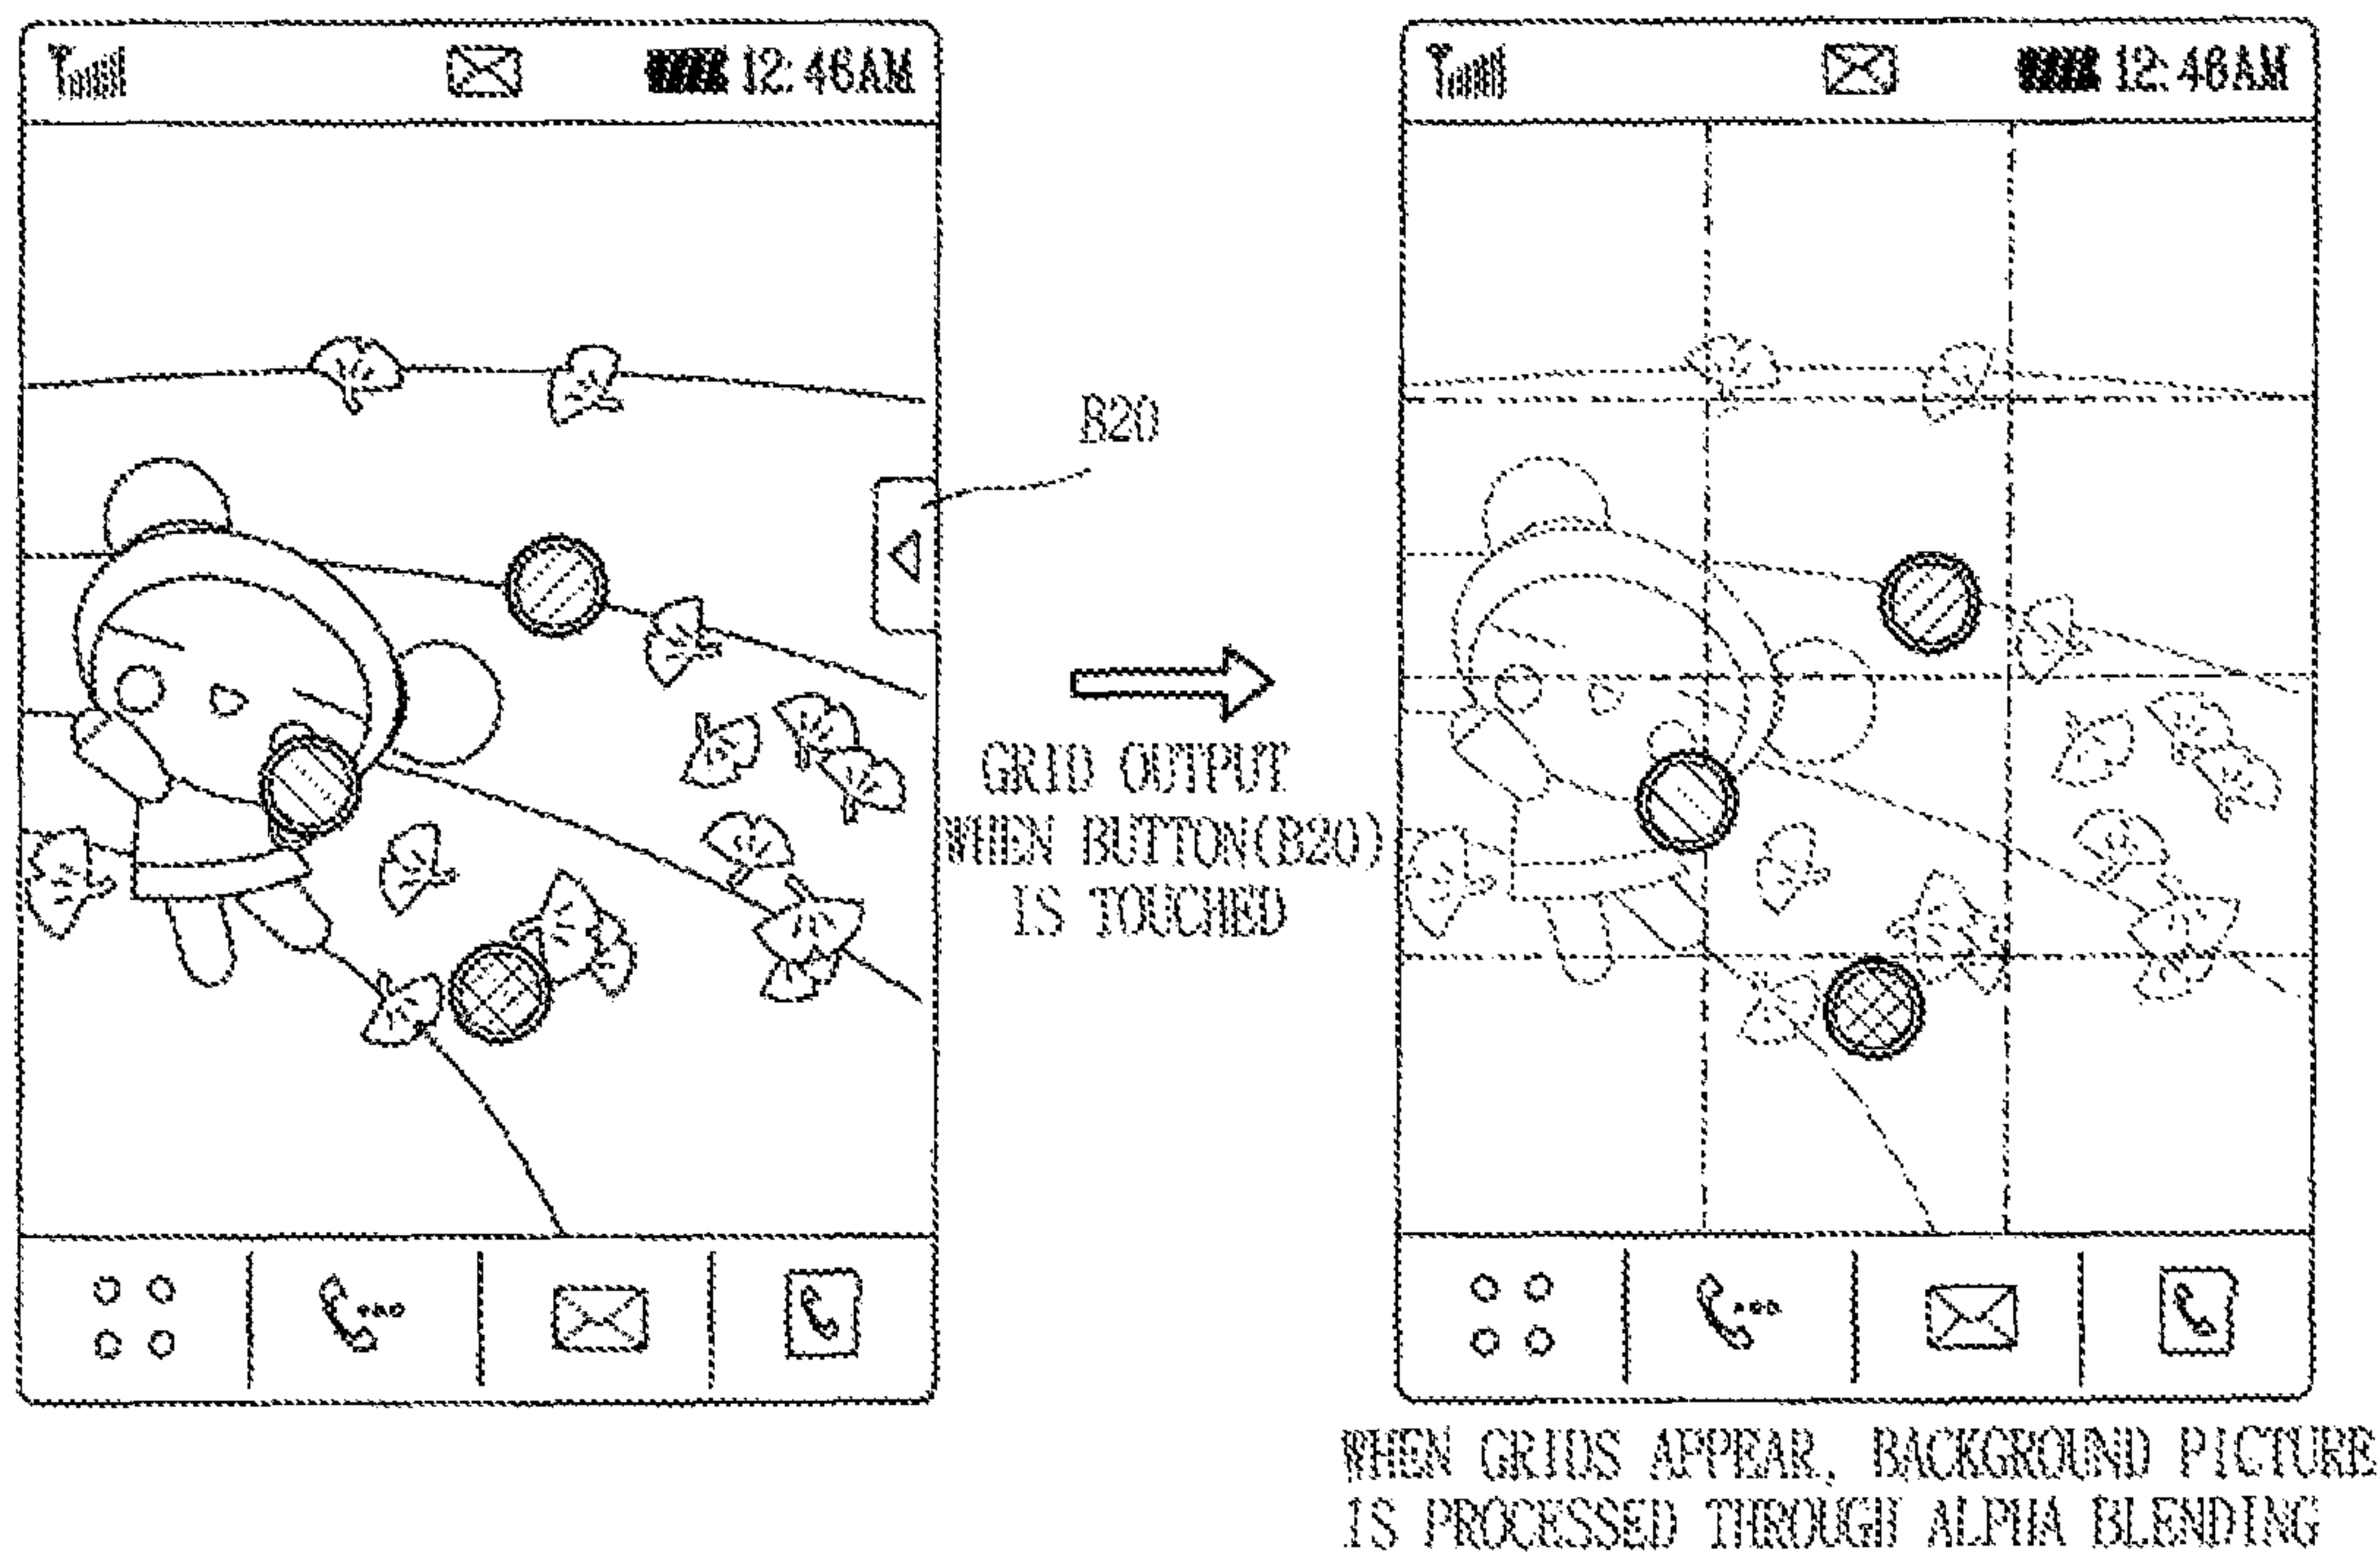 12:46AM
B20
GRID OUTPUT
WHEN BUTTON(B20)
IS TOUCHED
12:46AM
WHEN GRIDS APPEAR, BACKGROUND PICTURE
IS PROCESSED THROUGH ALPHA BLENDING